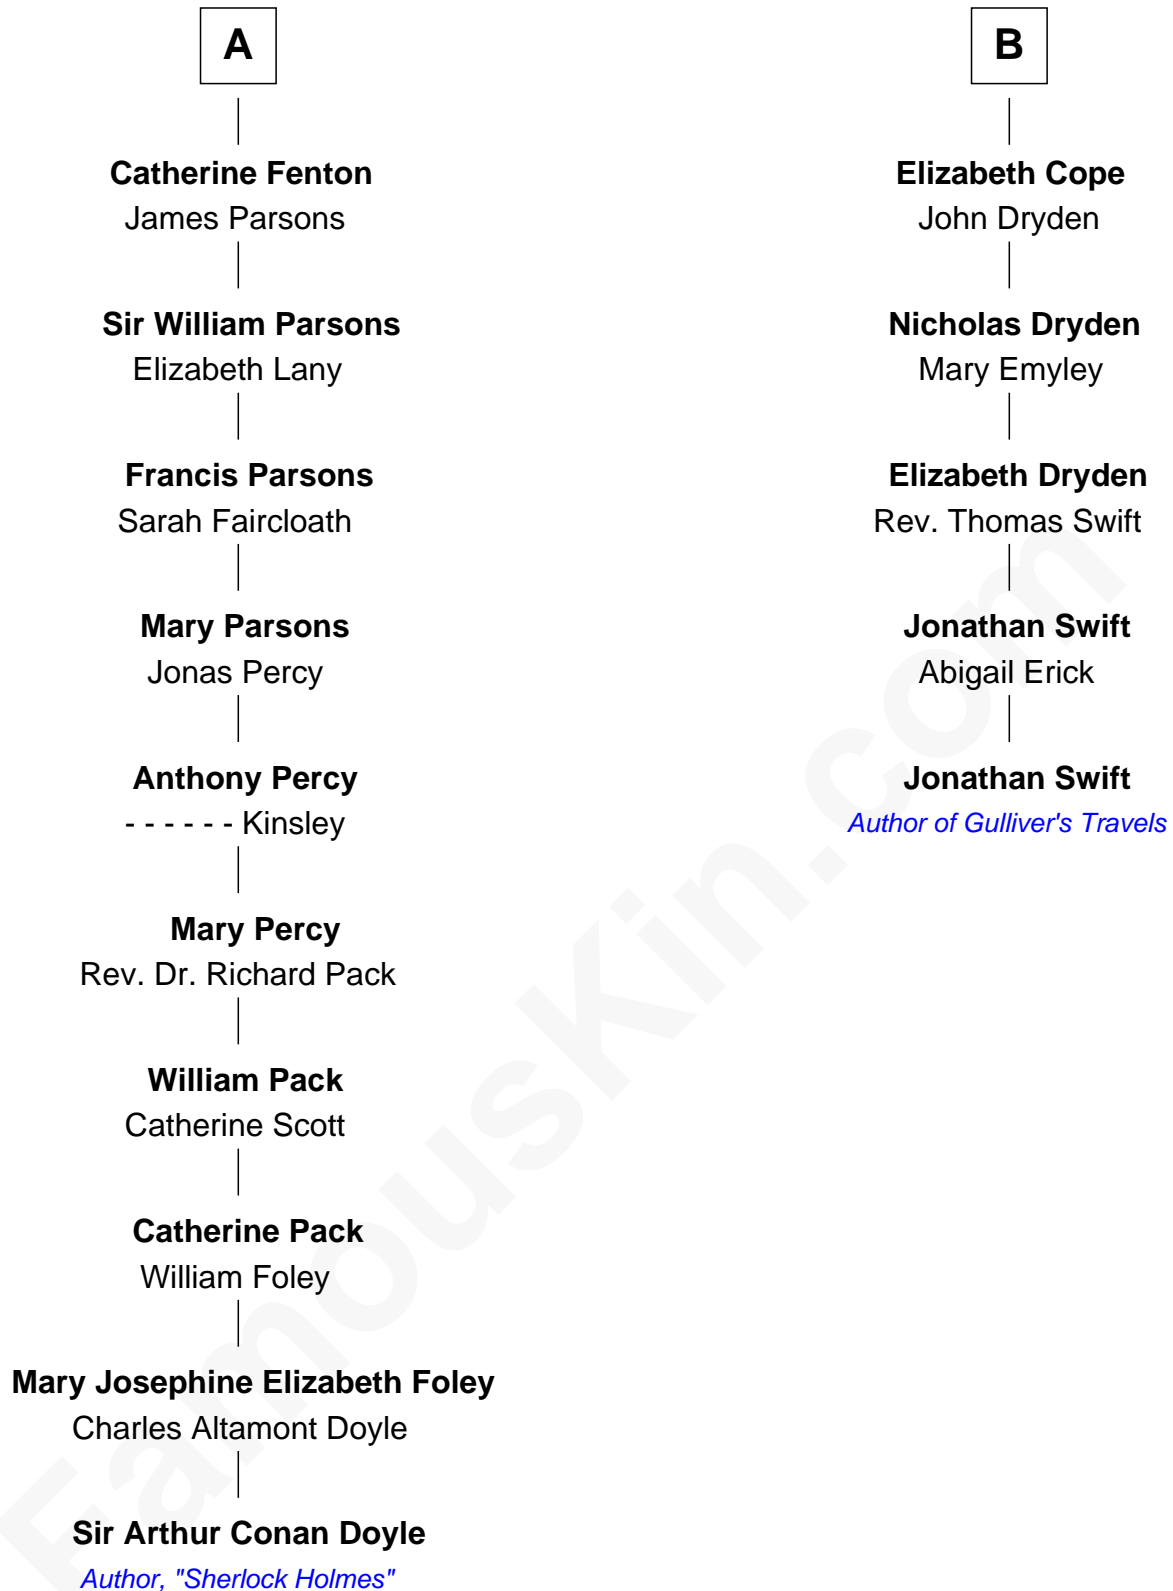 A
Catherine Fenton
James Parsons
Sir William Parsons
Elizabeth Lany
Francis Parsons
Sarah Faircloath
Mary Parsons
Jonas Percy
Anthony Percy
- - - - - - Kinsley
Mary Percy
Rev. Dr. Richard Pack
William Pack
Catherine Scott
Catherine Pack
William Foley
Mary Josephine Elizabeth Foley
Charles Altamont Doyle
Sir Arthur Conan Doyle
Author, "Sherlock Holmes"
B
Elizabeth Cope
John Dryden
Nicholas Dryden
Mary Emyley
Elizabeth Dryden
Rev. Thomas Swift
Jonathan Swift
Abigail Erick
Jonathan Swift
Author of Gulliver's Travels
FamousKin.com